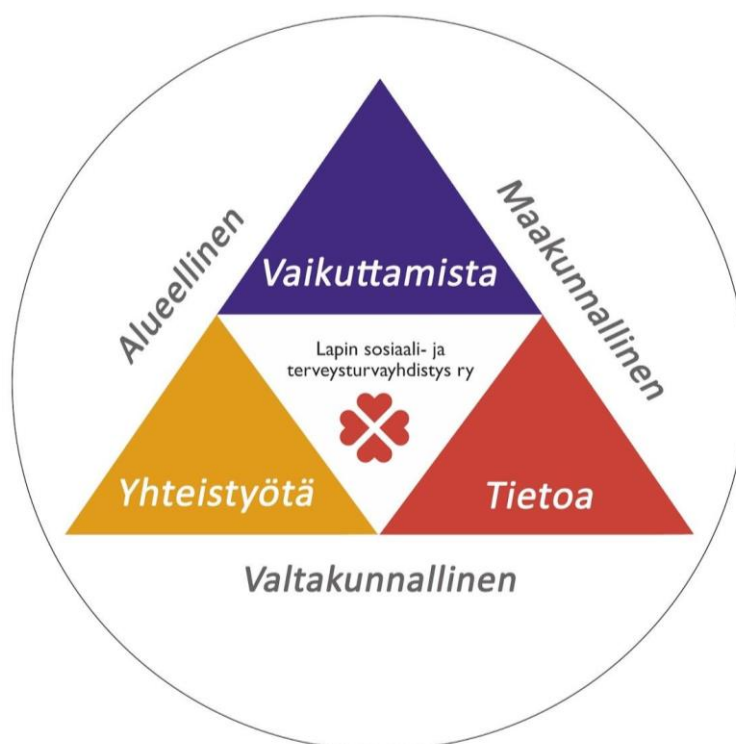 Alueellinen
Maakunnallinen
Vaikuttamista
Lapin sosiaali- ja
terveysturvayhdistys ry
Yhteistyötä
Tietoa
Valtakunnallinen